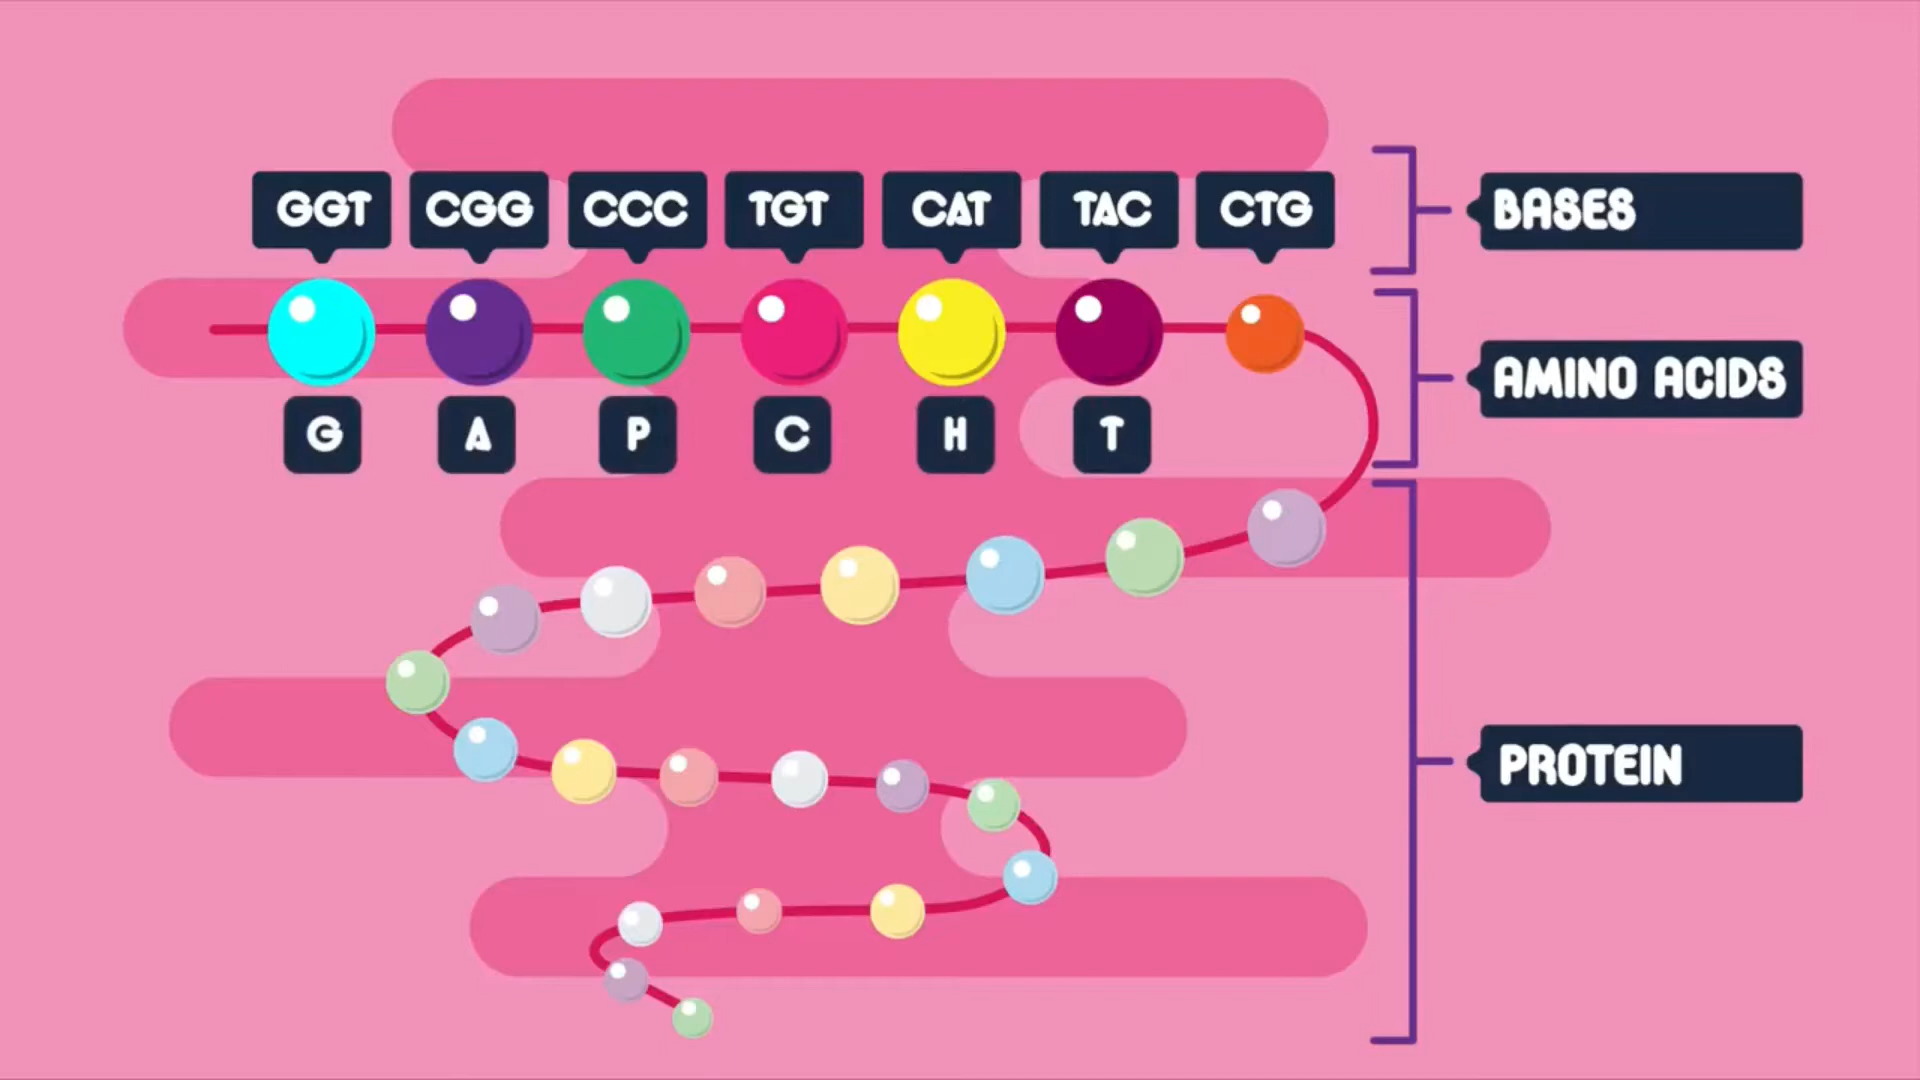 GGT CGG CCC TGT CAT TAC CTG
BASES
AMINO ACIDS
G A P C H T
PROTEIN